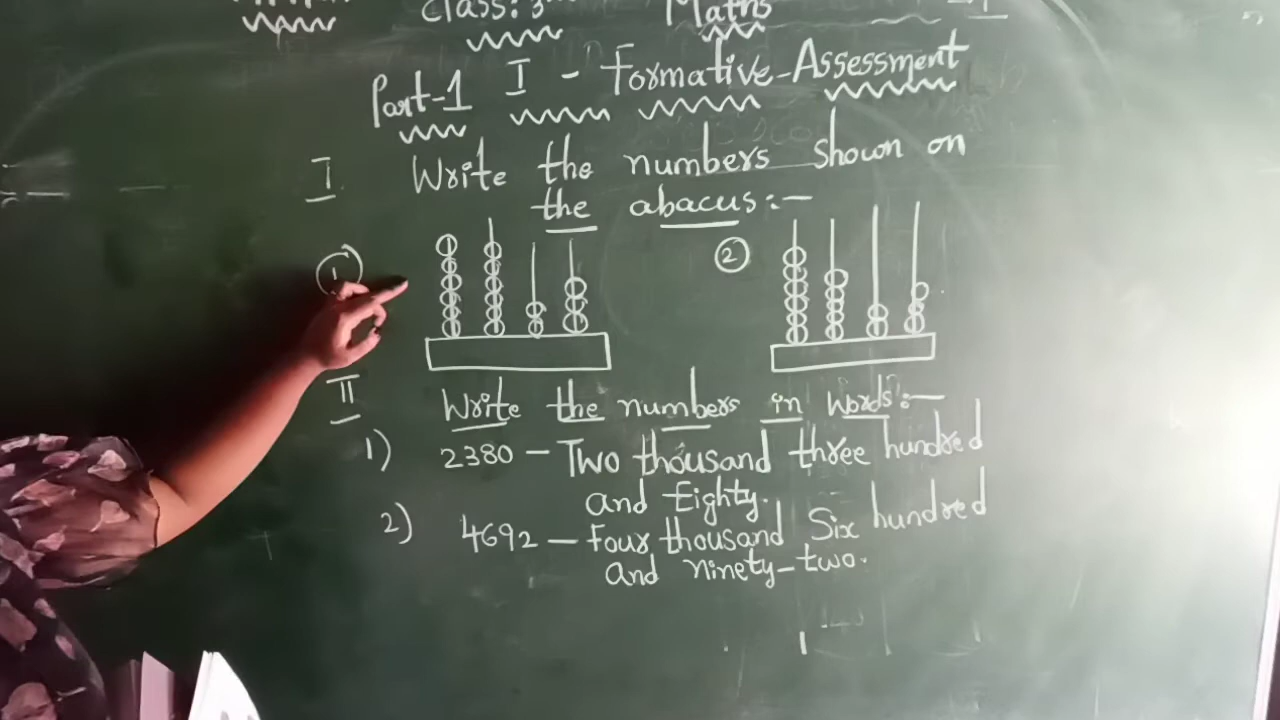 Class: 3rd Maths
Part-1 I - Formative-Assessment
I. Write the numbers shown on
the abacus:-
1 2
II Write the numbers in words:-
1) 2380 - Two thousand three hundred
and Eighty.
2) 4692 - Four thousand Six hundred
and ninety-two.